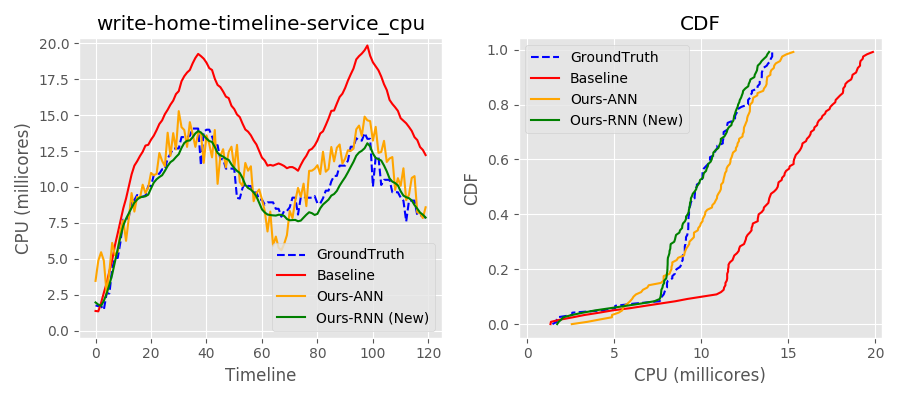 write-home-timeline-service_cpu
CPU (millicores)
20.0
17.5
15.0
12.5
10.0
7.5
5.0
2.5
0.0
GroundTruth
Baseline
Ours-ANN
Ours-RNN (New)
0 20 40 60 80 100 120
Timeline
CDF
CDF
1.0
0.8
0.6
0.4
0.2
0.0
GroundTruth
Baseline
Ours-ANN
Ours-RNN (New)
0 5 10 15 20
CPU (millicores)